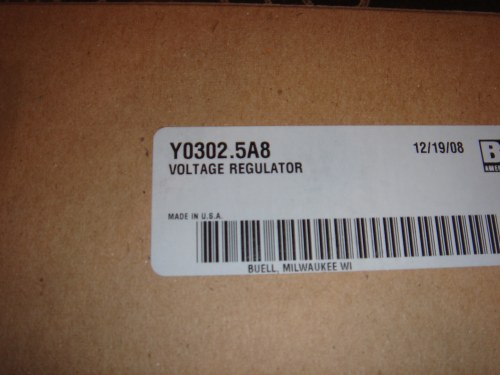 Y0302.5A8 12/19/08
VOLTAGE REGULATOR
MADE IN U.S.A.
BUELL, MILWAUKEE WI